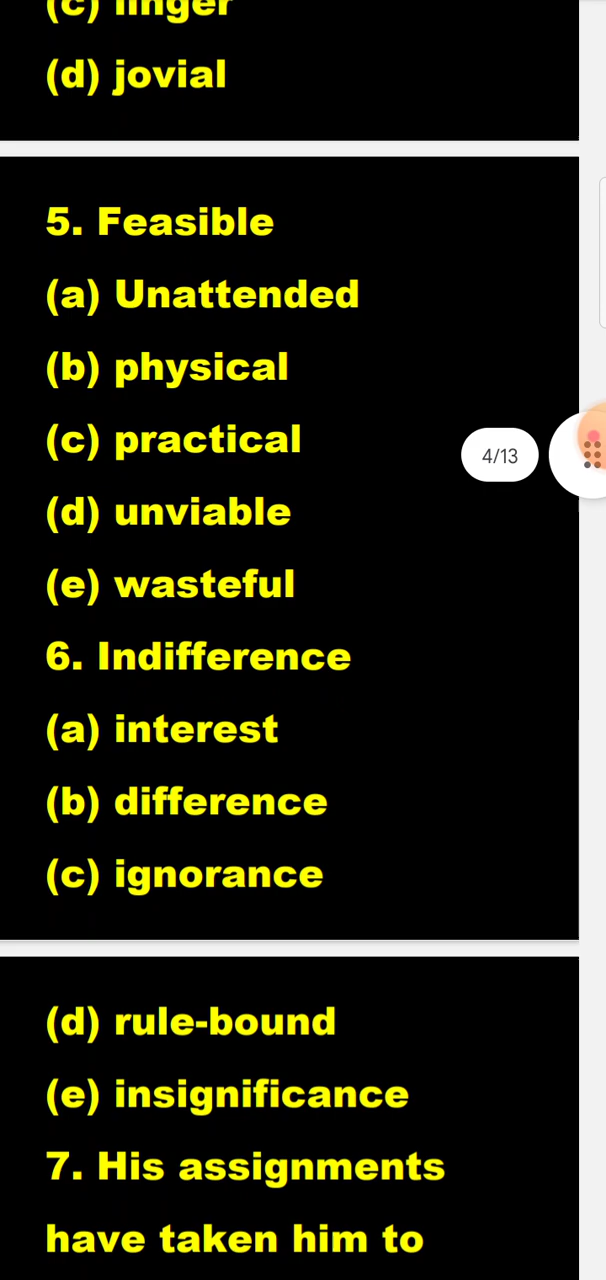 (c) linger
(d) jovial
5. Feasible
(a) Unattended
(b) physical
(c) practical
4/13
(d) unviable
(e) wasteful
6. Indifference
(a) interest
(b) difference
(c) ignorance
(d) rule-bound
(e) insignificance
7. His assignments
have taken him to